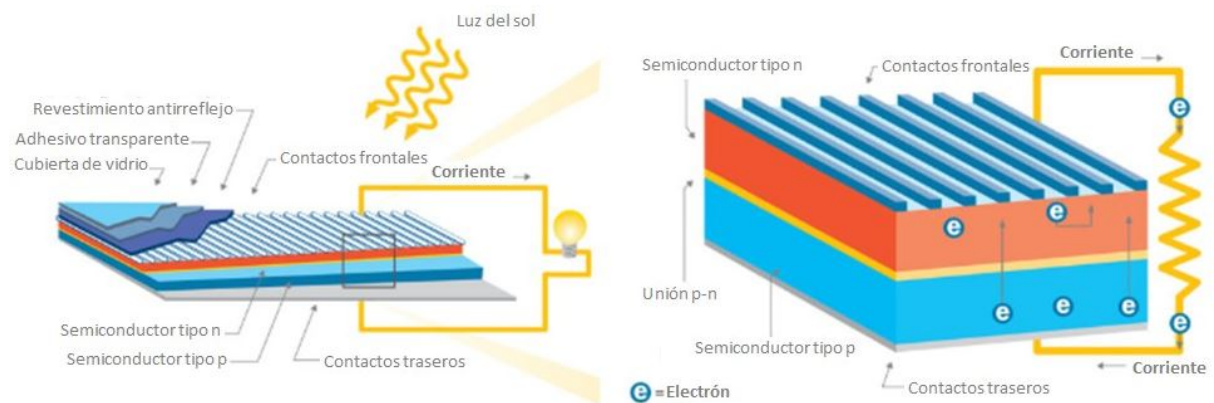 Luz del sol
Revestimiento antirreflejo
Adhesivo transparente
Cubierta de vidrio
Contactos frontales
Corriente
Semiconductor tipo n
Semiconductor tipo p
Contactos traseros
Corriente
Semiconductor tipo n
Contactos frontales
e
e
e
Unión p-n
e
e
e
e
Semiconductor tipo p
Corriente
Contactos traseros
e = Electrón